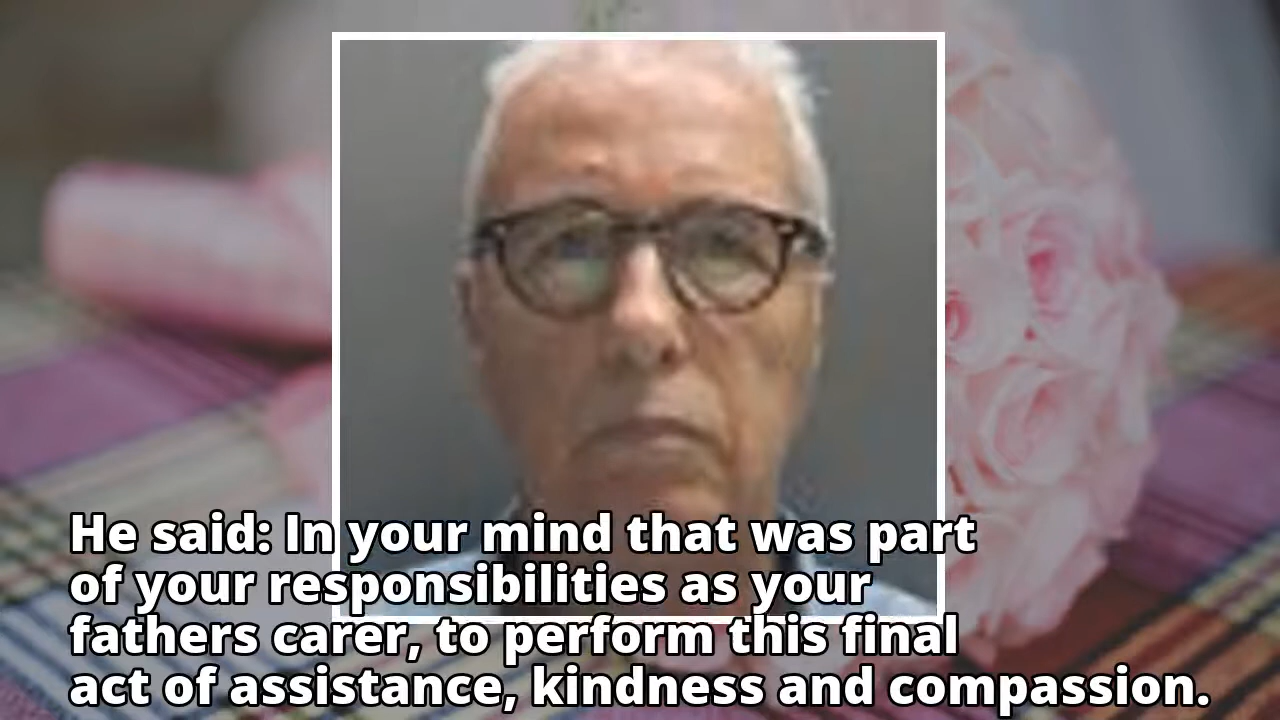 He said: In your mind that was part
of your responsibilities as your
fathers carer, to perform this final
act of assistance, kindness and compassion.